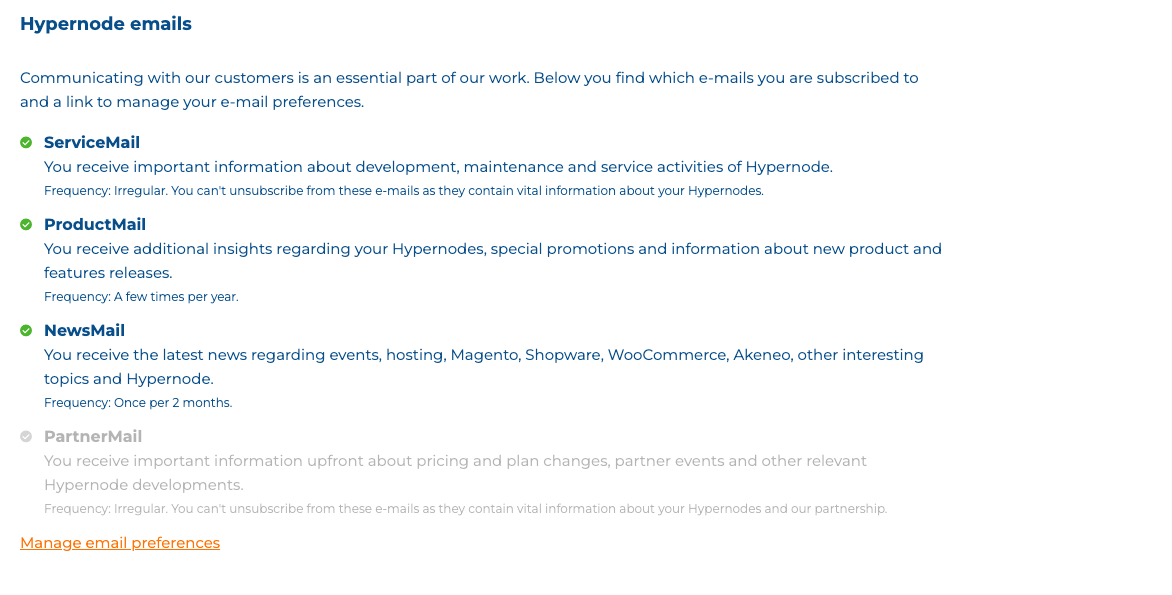 Hypernode emails
Communicating with our customers is an essential part of our work. Below you find which e-mails you are subscribed to
and a link to manage your e-mail preferences.
ServiceMail
You receive important information about development, maintenance and service activities of Hypernode.
Frequency: Irregular. You can't unsubscribe from these e-mails as they contain vital information about your Hypernodes.
ProductMail
You receive additional insights regarding your Hypernodes, special promotions and information about new product and
features releases.
Frequency: A few times per year.
NewsMail
You receive the latest news regarding events, hosting, Magento, Shopware, WooCommerce, Akeneo, other interesting
topics and Hypernode.
Frequency: Once per 2 months.
PartnerMail
You receive important information upfront about pricing and plan changes, partner events and other relevant
Hypernode developments.
Frequency: Irregular. You can't unsubscribe from these e-mails as they contain vital information about your Hypernodes and our partnership.
Manage email preferences